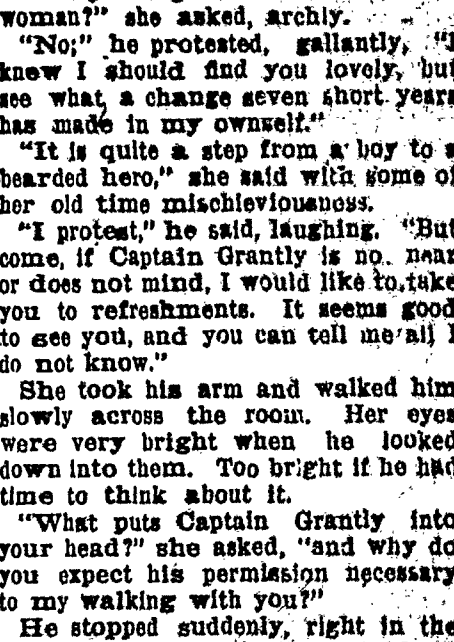 woman?" she asked, archly.
"No;" he protested, gallantly, "I
knew I should find you lovely, but
see what a change seven short years
has made in my ownself."
"It is quite a step from a boy to a
bearded hero," she said with some of
her old time mischieviousness.
"I protest," he said, laughing. "But
come, if Captain Grantly is no near
or does not mind, I would like to take
you to refreshments. It seems good
to see you, and you can tell me all I
do not know."
She took his arm and walked him
slowly across the room. Her eyes
were very bright when he looked
down into them. Too bright if he had
time to think about it.
"What puts Captain Grantly into
your head?" she asked, "and why do
you expect his permission necessary
to my walking with you?"
He stopped suddenly, right in the